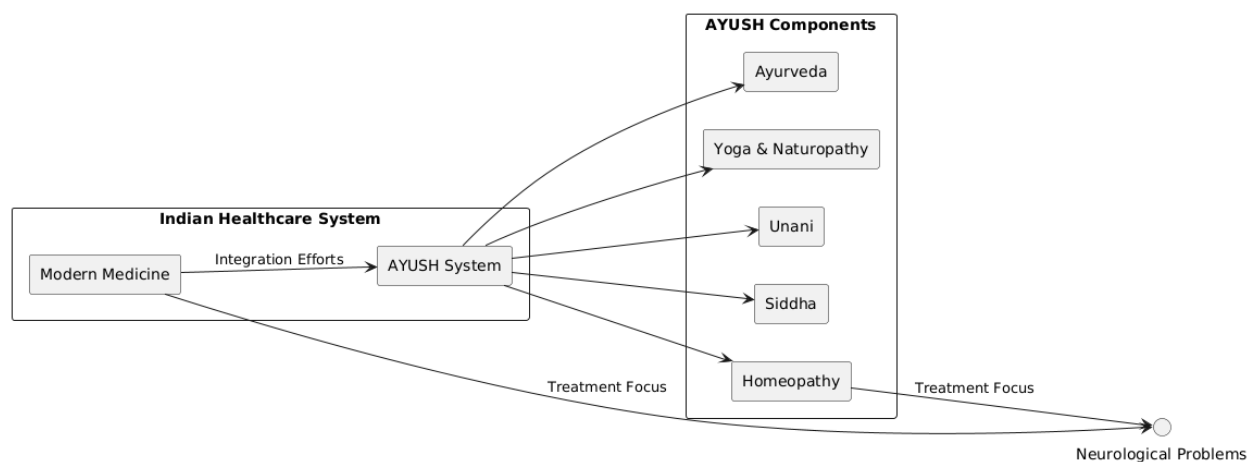 AYUSH Components
Ayurveda
Yoga & Naturopathy
Indian Healthcare System
Unani
Modern Medicine
Integration Efforts
AYUSH System
Siddha
Homeopathy
Treatment Focus
Treatment Focus
Neurological Problems